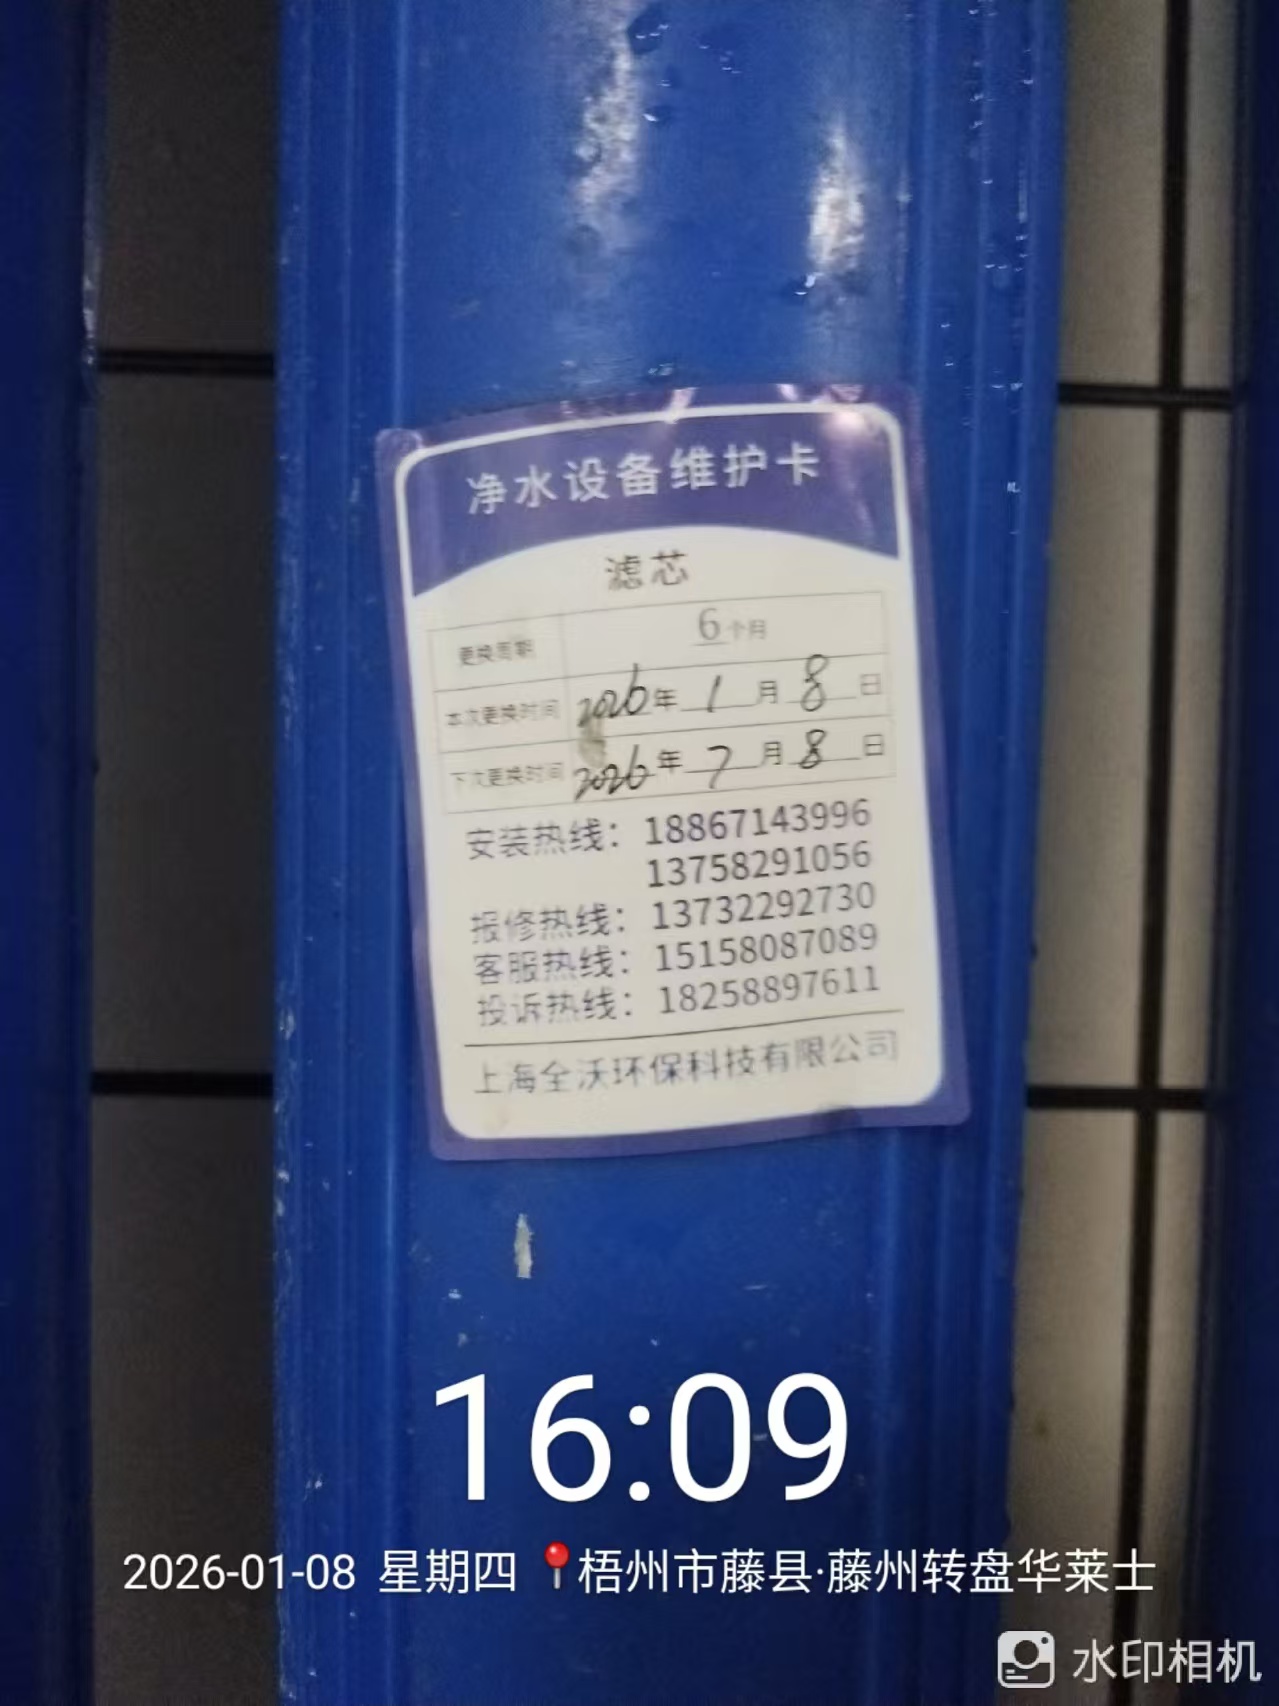 净水设备维护卡
滤芯
更换周期 6个月
本次更换时间 2026年1月8日
下次更换时间 2026年7月8日
安装热线：18867143996
13758291056
报修热线：13732292730
客服热线：15158087089
投诉热线：18258897611
上海全沃环保科技有限公司
16:09
2026-01-08 星期四 梧州市藤县·藤州转盘华莱士
水印相机